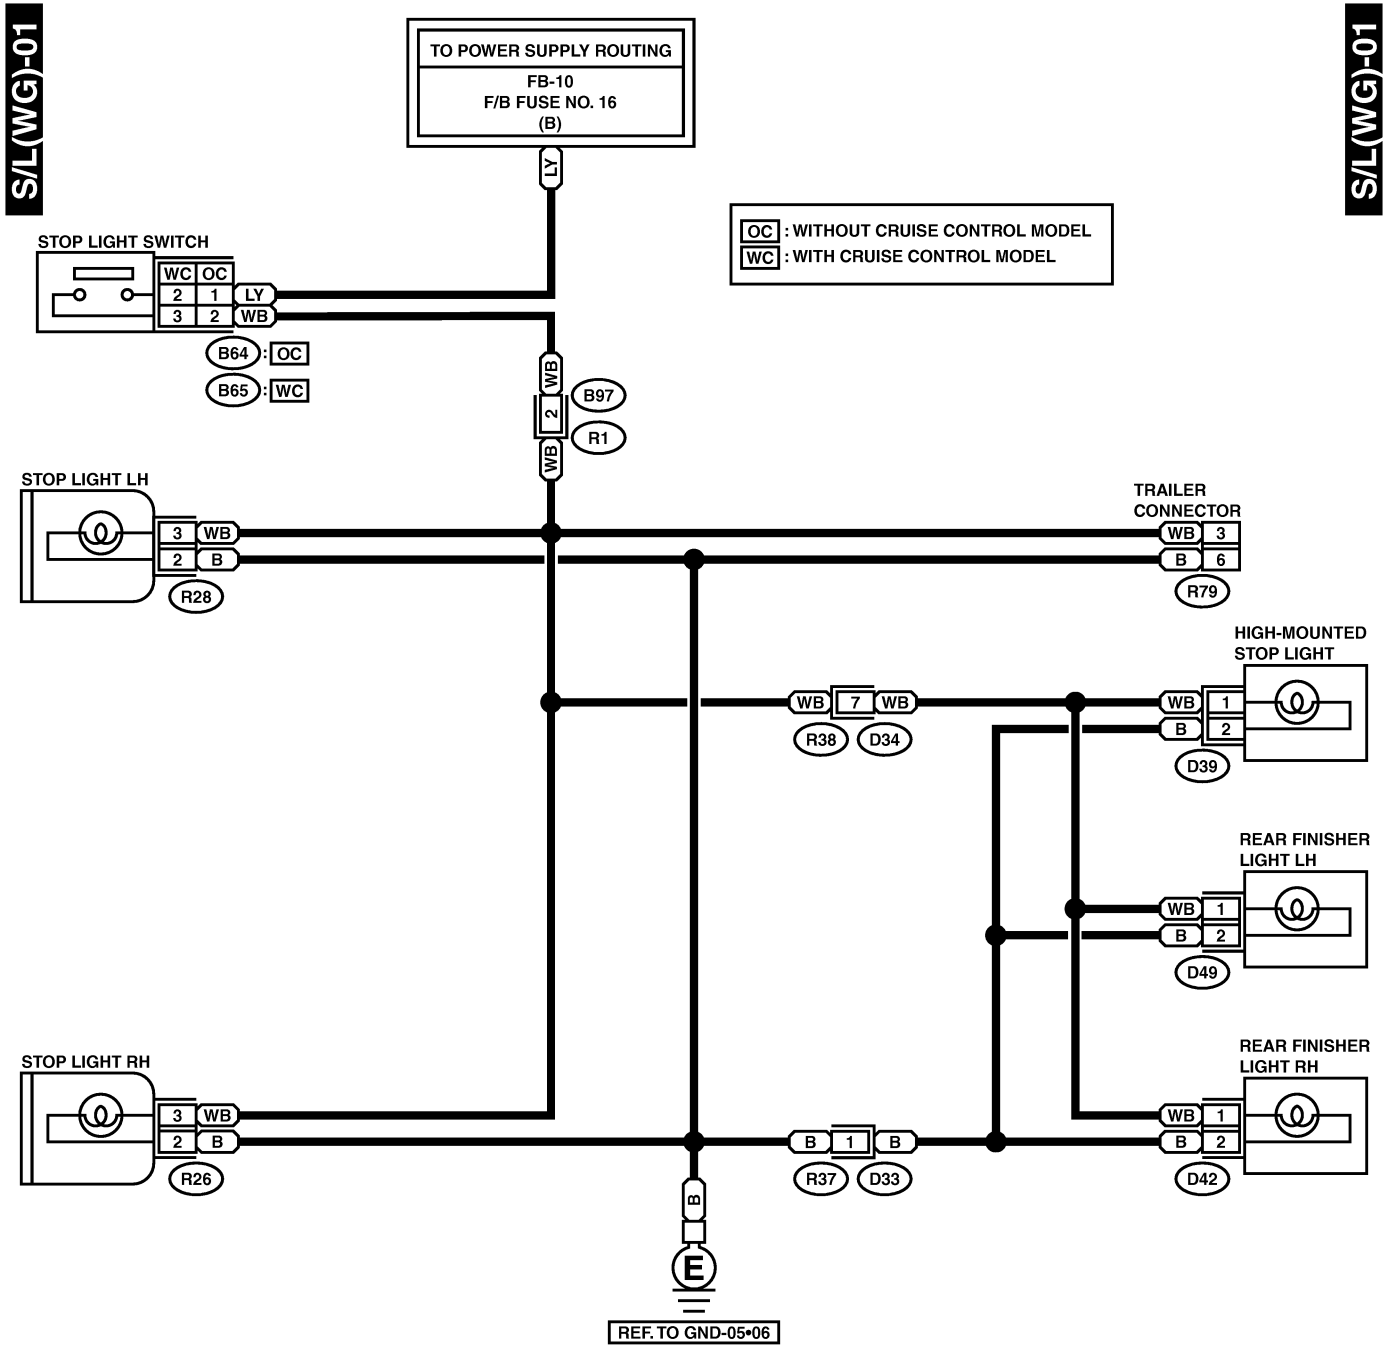 S/L(WG)-01
S/L(WG)-01
TO POWER SUPPLY ROUTING
FB-10
F/B FUSE NO. 16
(B)
LY
OC : WITHOUT CRUISE CONTROL MODEL
WC : WITH CRUISE CONTROL MODEL
STOP LIGHT SWITCH
WC OC
2 1 LY
3 2 WB
B64 : OC
B65 : WC
WB
2
B97
R1
WB
STOP LIGHT LH
3 WB
2 B
R28
TRAILER
CONNECTOR
WB 3
B 6
R79
HIGH-MOUNTED
STOP LIGHT
WB 7 WB
R38 D34
WB 1
B 2
D39
REAR FINISHER
LIGHT LH
WB 1
B 2
D49
STOP LIGHT RH
3 WB
2 B
R26
B 1 B
R37 D33
REAR FINISHER
LIGHT RH
WB 1
B 2
D42
B
E
REF. TO GND-05•06